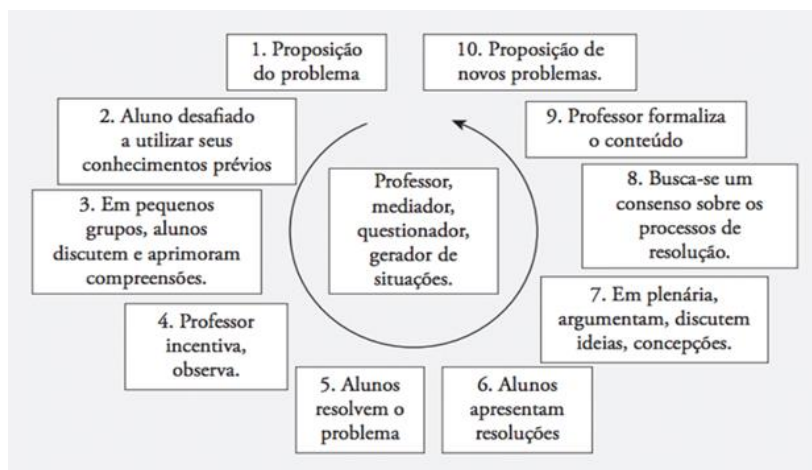 1. Proposição
do problema
2. Aluno desafiado
a utilizar seus
conhecimentos prévios
3. Em pequenos
grupos, alunos
discutem e aprimoram
compreensões.
4. Professor
incentiva,
observa.
5. Alunos
resolvem o
problema
6. Alunos
apresentam
resoluções
7. Em plenária,
argumentam, discutem
ideias, concepções.
8. Busca-se um
consenso sobre os
processos de
resolução.
9. Professor formaliza
o conteúdo
10. Proposição de
novos problemas.
Professor,
mediador,
questionador,
gerador de
situações.